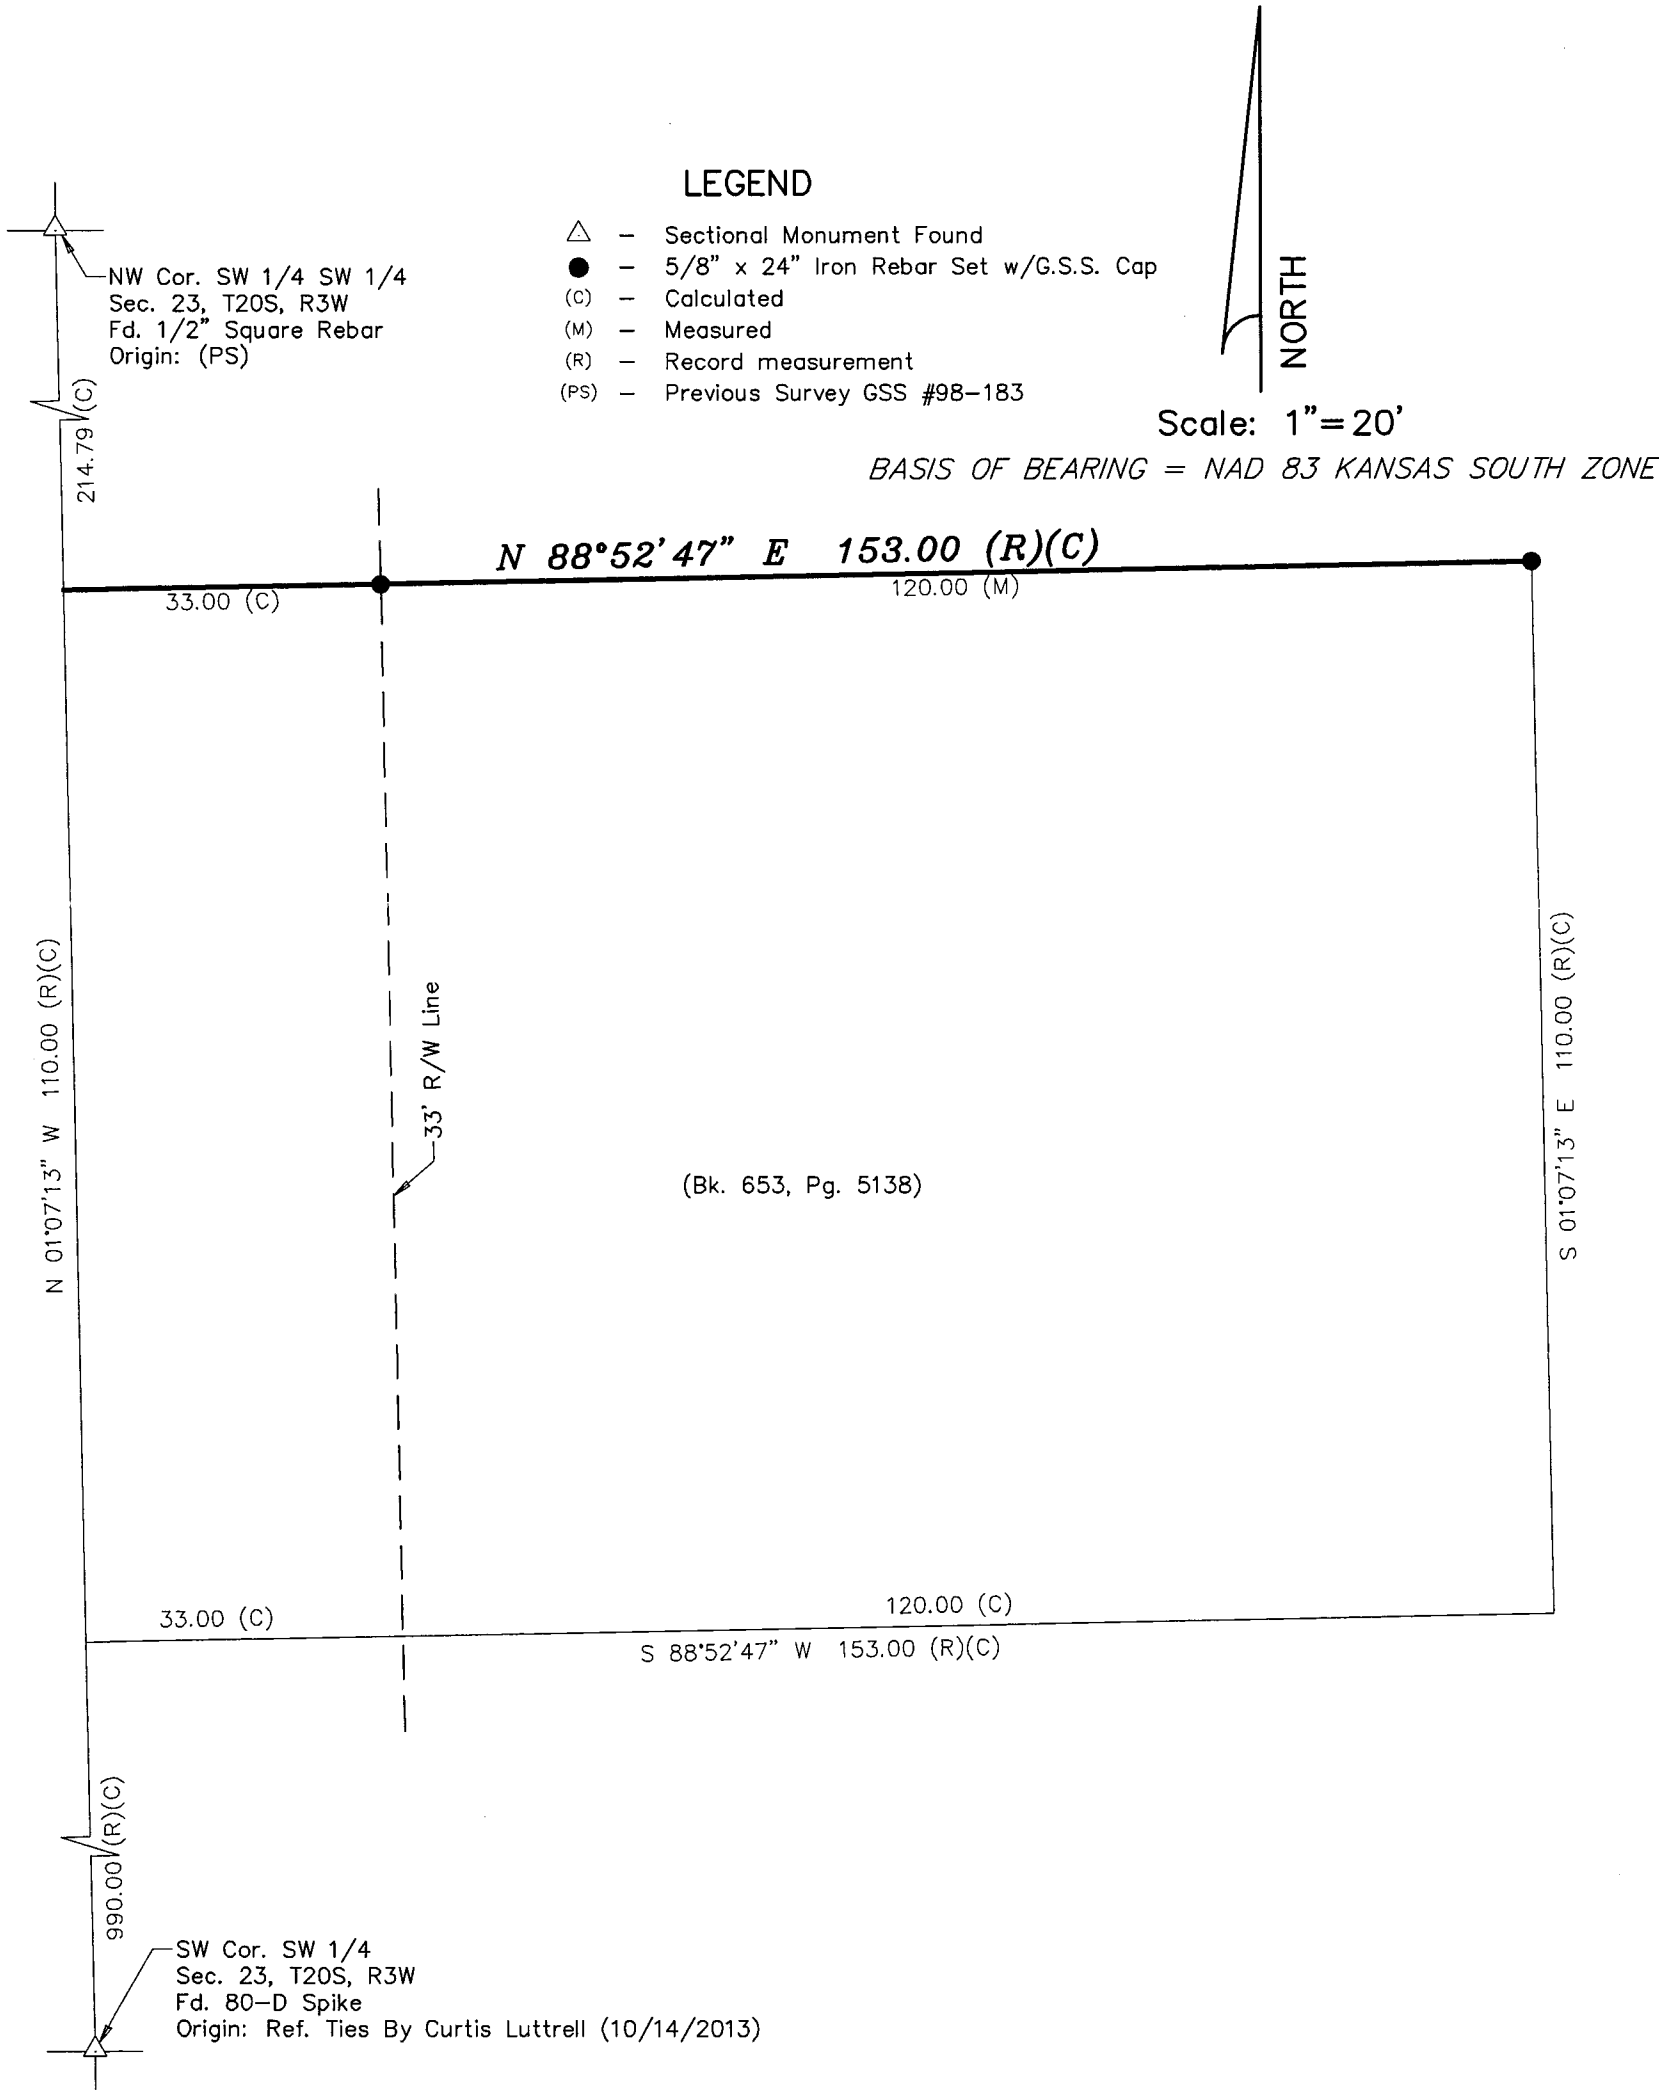 LEGEND
△ – Sectional Monument Found
● – 5/8" x 24" Iron Rebar Set w/G.S.S. Cap
(C) – Calculated
(M) – Measured
(R) – Record measurement
(PS) – Previous Survey GSS #98–183
NW Cor. SW 1/4 SW 1/4
Sec. 23, T20S, R3W
Fd. 1/2" Square Rebar
Origin: (PS)
NORTH
Scale: 1"=20'
BASIS OF BEARING = NAD 83 KANSAS SOUTH ZONE
214.79 (C)
N 88°52'47" E 153.00 (R)(C)
33.00 (C)
120.00 (M)
N 01°07'13" W 110.00 (R)(C)
33' R/W Line
(Bk. 653, Pg. 5138)
S 01°07'13" E 110.00 (R)(C)
33.00 (C)
120.00 (C)
S 88°52'47" W 153.00 (R)(C)
990.00 (R)(C)
SW Cor. SW 1/4
Sec. 23, T20S, R3W
Fd. 80–D Spike
Origin: Ref. Ties By Curtis Luttrell (10/14/2013)